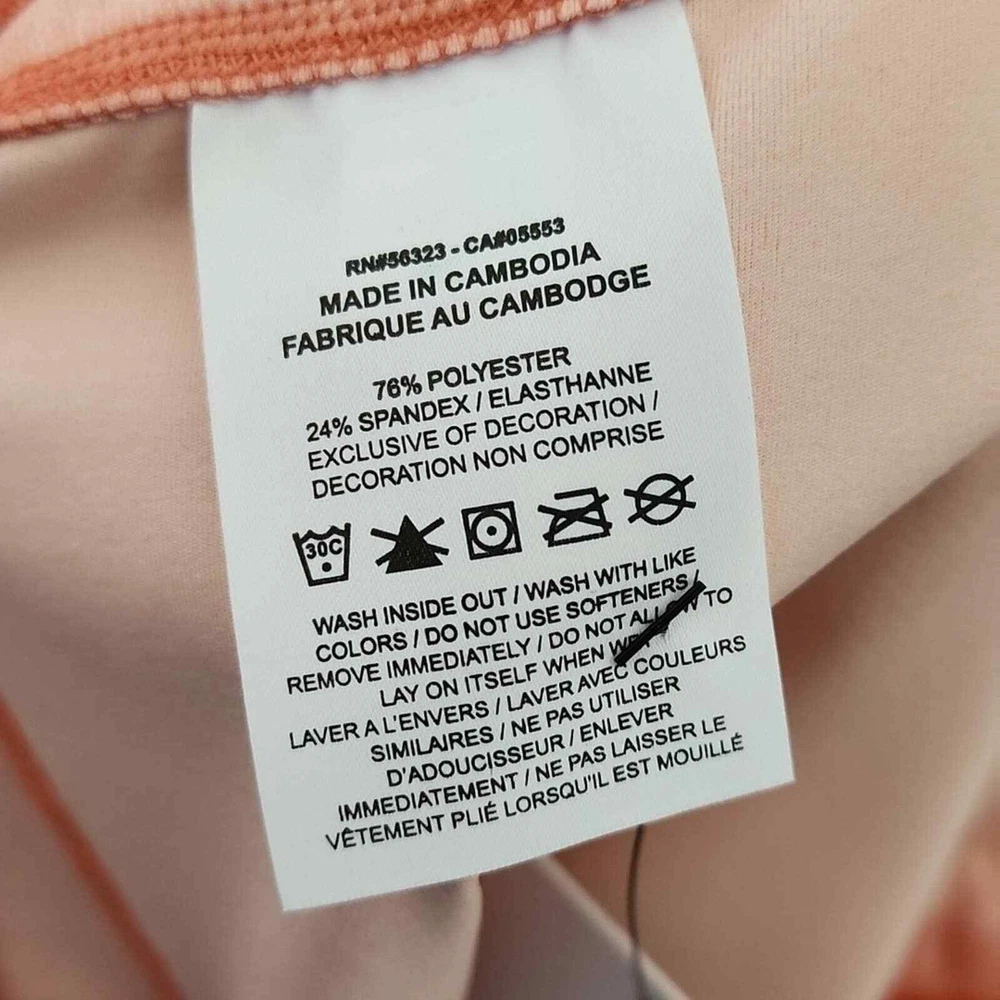 RN#56323 - CA#05553
MADE IN CAMBODIA
FABRIQUE AU CAMBODGE
76% POLYESTER
24% SPANDEX / ELASTHANNE
EXCLUSIVE OF DECORATION /
DECORATION NON COMPRISE
30C
WASH INSIDE OUT / WASH WITH LIKE
COLORS / DO NOT USE SOFTENERS /
REMOVE IMMEDIATELY / DO NOT ALLOW TO
LAY ON ITSELF WHEN
LAVER A L'ENVERS / LAVER AVEC COULEURS
SIMILAIRES / NE PAS UTILISER
D'ADOUCISSEUR / ENLEVER
IMMEDIATEMENT / NE PAS LAISSER LE
VÊTEMENT PLIÉ LORSQU'IL EST MOUILLÉ